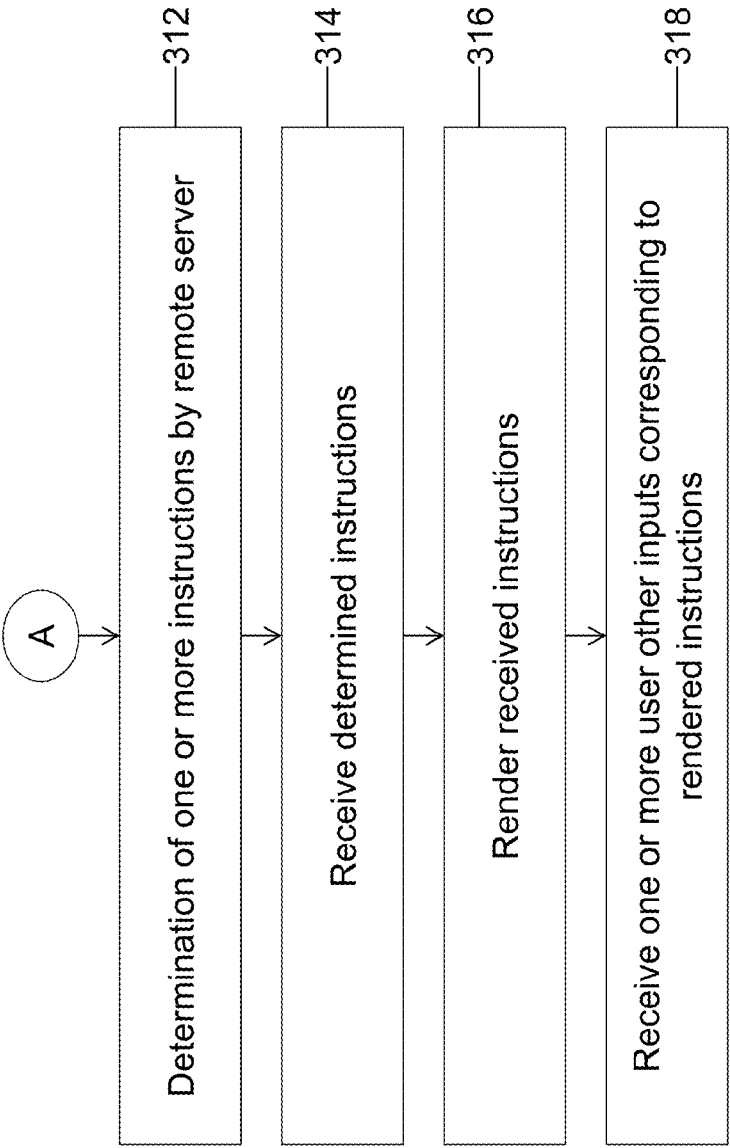 A
Determination of one or more instructions by remote server
312
Receive determined instructions
314
Render received instructions
316
Receive one or more user other inputs corresponding to
rendered instructions
318